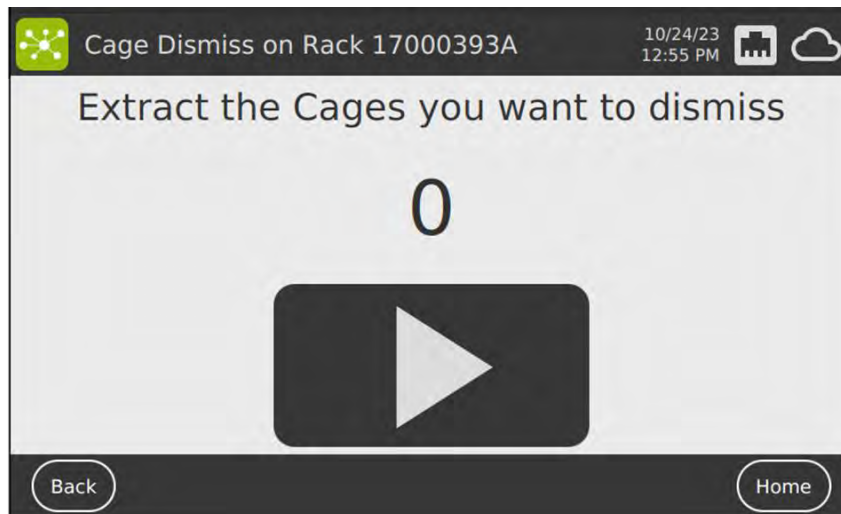 Cage Dismiss on Rack 17000393A
10/24/23
12:55 PM
Extract the Cages you want to dismiss
0
Back
Home